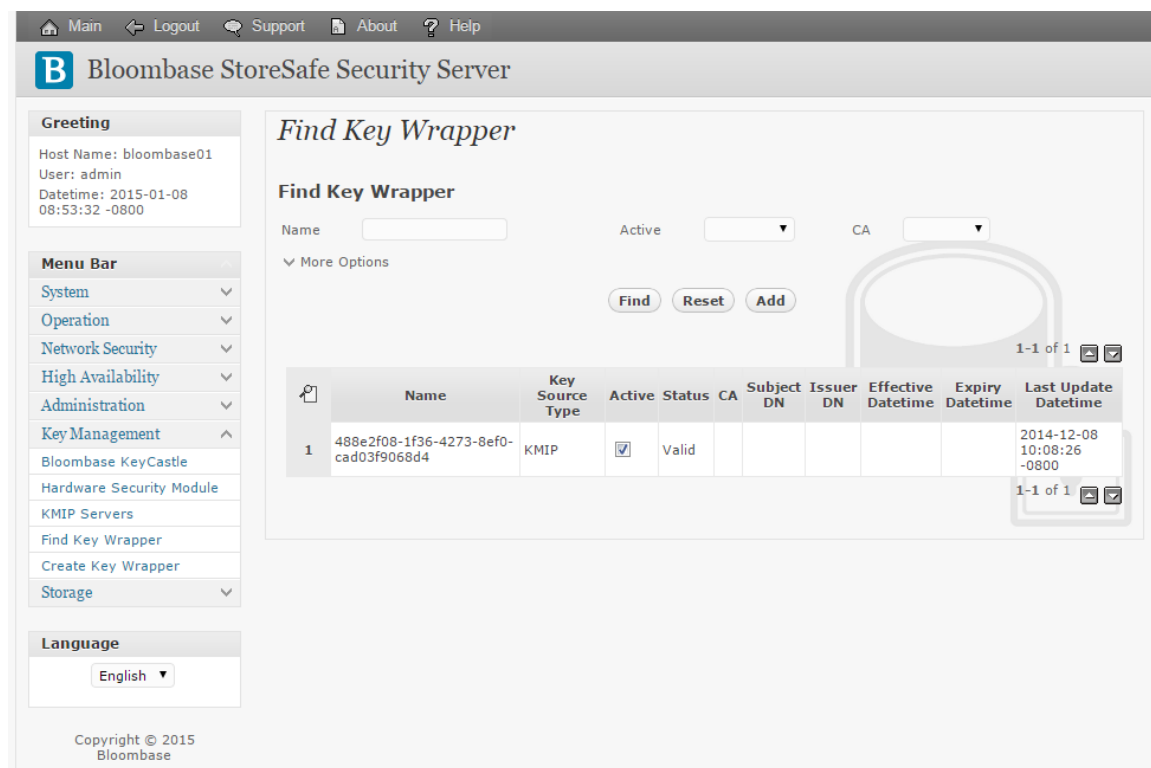 Main Logout Support About Help
B Bloombase StoreSafe Security Server
Greeting
Host Name: bloombase01
User: admin
Datetime: 2015-01-08
08:53:32 -0800
Menu Bar
System
Operation
Network Security
High Availability
Administration
Key Management
Bloombase KeyCastle
Hardware Security Module
KMIP Servers
Find Key Wrapper
Create Key Wrapper
Storage
Language
English
Copyright © 2015
Bloombase
Find Key Wrapper
Find Key Wrapper
Name Active CA
More Options
Find Reset Add
1-1 of 1
Name Key Source Type Active Status CA Subject DN Issuer DN Effective Datetime Expiry Datetime Last Update Datetime
1 488e2f08-1f36-4273-8ef0-cad03f9068d4 KMIP Valid 2014-12-08 10:08:26 -0800
1-1 of 1